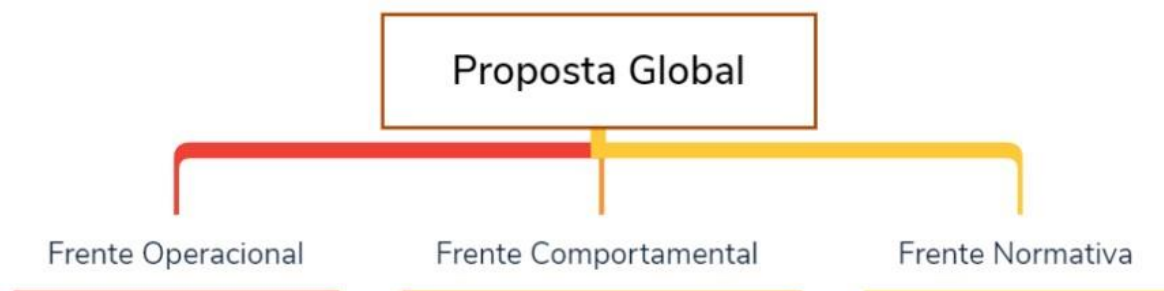 Proposta Global
Frente Operacional
Frente Comportamental
Frente Normativa